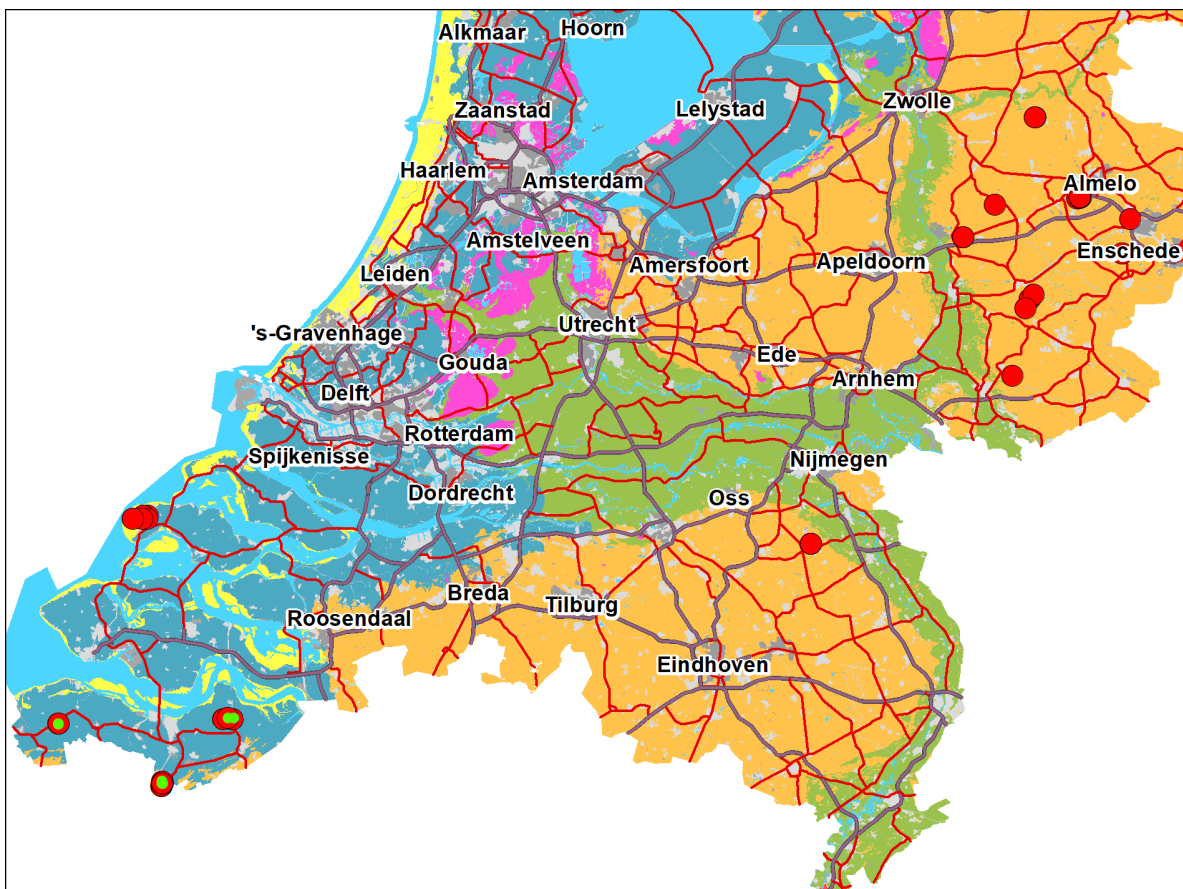 Alkmaar
Hoorn
Zwolle
Lelystad
Zaanstad
Haarlem
Amsterdam
Almelo
Amstelveen
Enschede
Leiden
Amersfoort
Apeldoorn
's-Gravenhage
Utrecht
Gouda
Ede
Arnhem
Delft
Rotterdam
Spijkenisse
Nijmegen
Dordrecht
Oss
Breda
Tilburg
Roosendaal
Eindhoven